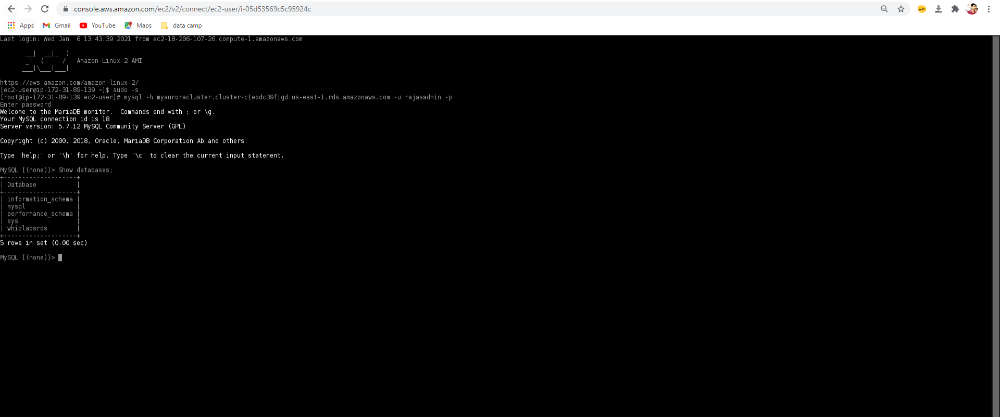 console.aws.amazon.com/ec2/v2/connect/ec2-user/i-05d53569c5c95924c
Apps Gmail YouTube Maps data camp
Last login: Wed Jan  6 13:43:39 2021 from ec2-18-206-107-26.compute-1.amazonaws.com
       __|  __|_  )
       _|  (     /   Amazon Linux 2 AMI
      ___|\___|___|
https://aws.amazon.com/amazon-linux-2/
[ec2-user@ip-172-31-89-139 ~]$ sudo -s
[root@ip-172-31-89-139 ec2-user]# mysql -h myauroracluster.cluster-c1eodc39figd.us-east-1.rds.amazonaws.com -u rajasadmin -p
Enter password:
Welcome to the MariaDB monitor.  Commands end with ; or \g.
Your MySQL connection id is 18
Server version: 5.7.12 MySQL Community Server (GPL)
Copyright (c) 2000, 2018, Oracle, MariaDB Corporation Ab and others.
Type 'help;' or '\h' for help. Type '\c' to clear the current input statement.
MySQL [(none)]> Show databases;
+--------------------+
| Database           |
+--------------------+
| information_schema |
| mysql              |
| performance_schema |
| sys                |
| whizlabsrds        |
+--------------------+
5 rows in set (0.00 sec)
MySQL [(none)]>